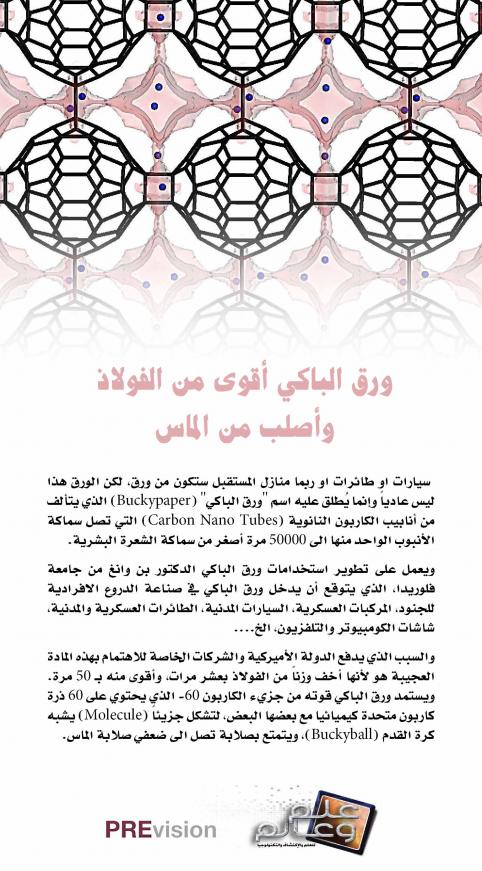 ورق الباكي أقوى من الفولاذ
وأصلب من الماس
سيارات او طائرات او ربما منازل المستقبل ستكون من ورق، لكن الورق هذا
ليس عادياً وإنما يُطلق عليه اسم "ورق الباكي" (Buckypaper) الذي يتألف
من أنابيب الكاربون النانوية (Carbon Nano Tubes) التي تصل سماكة
الأنبوب الواحد منها الى 50000 مرة أصغر من سماكة الشعرة البشرية.
ويعمل على تطوير استخدامات ورق الباكي الدكتور بن وانغ من جامعة
فلوريدا، الذي يتوقع أن يدخل ورق الباكي في صناعة الدروع الافرادية
للجنود، المركبات العسكرية، السيارات المدنية، الطائرات العسكرية والمدنية،
شاشات الكومبيوتر والتلفزيون، الخ....
والسبب الذي يدفع الدولة الأميركية والشركات الخاصة للاهتمام بهذه المادة
العجيبة هو لأنها أخف وزناً من الفولاذ بعشر مرات، وأقوى منه بـ 50 مرة.
ويستمد ورق الباكي قوته من جزيء الكاربون 60- الذي يحتوي على 60 ذرة
كاربون متحدة كيميائيا مع بعضها البعض، لتشكل جزيئاً (Molecule) يشبه
كرة القدم (Buckyball)، ويتمتع بصلابة تصل الى ضعفي صلابة الماس.
علم
وعالم
للعلم والإكتشاف والتكنولوجيا
PREvision